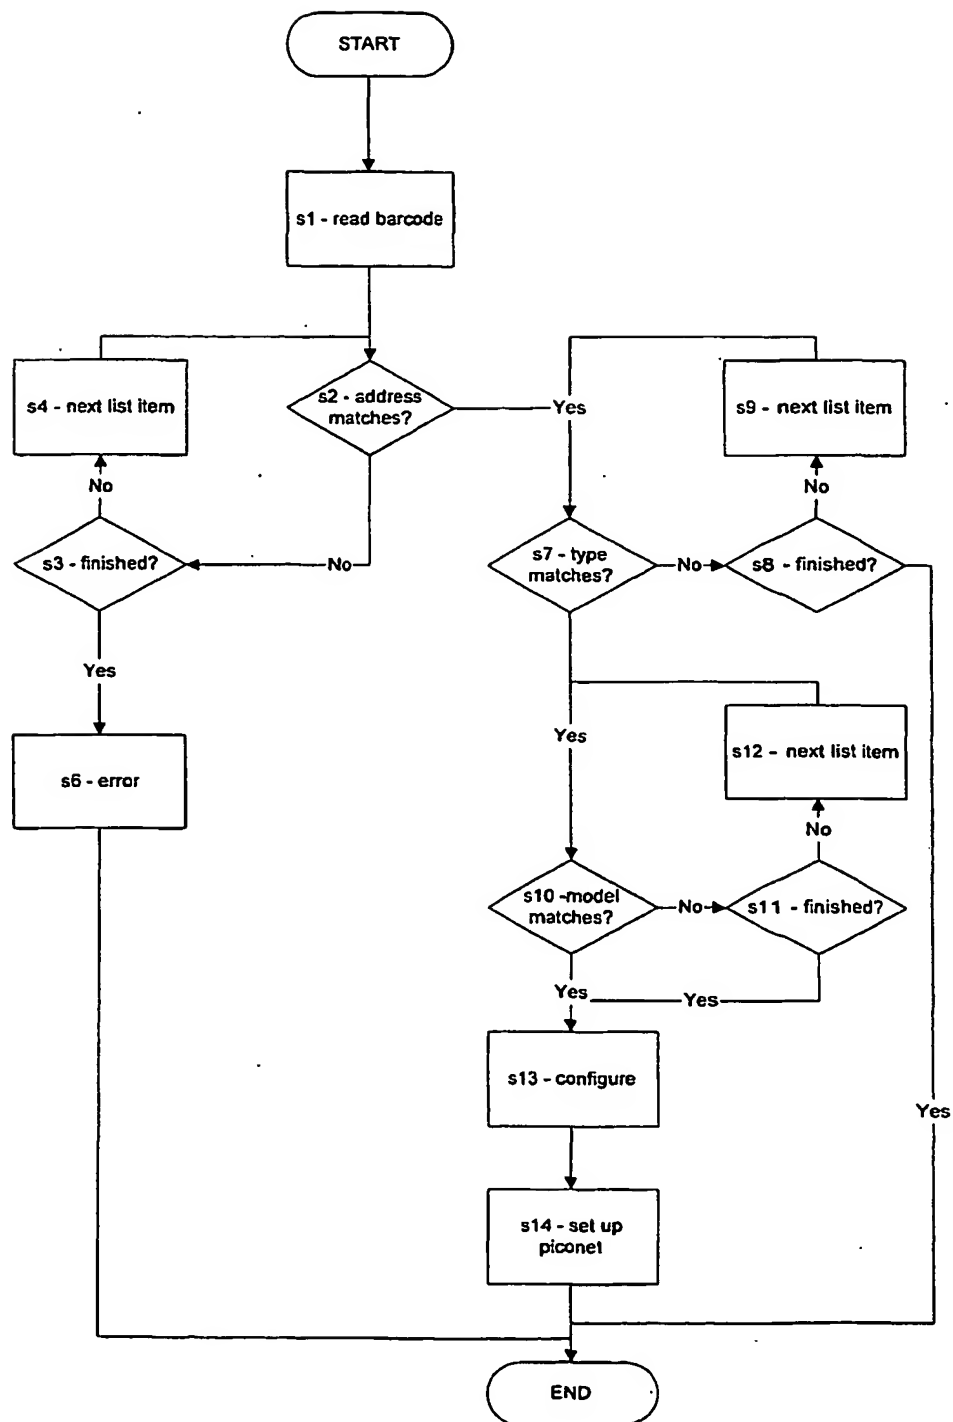 START
s1 - read barcode
s4 - next list item
s2 - address
matches?
Yes
s9 - next list item
No
No
s3 - finished?
No
s7 - type
matches?
No
s8 - finished?
Yes
s6 - error
Yes
s12 - next list item
No
s10 -model
matches?
No
s11 - finished?
Yes
Yes
s13 - configure
Yes
s14 - set up
piconet
END